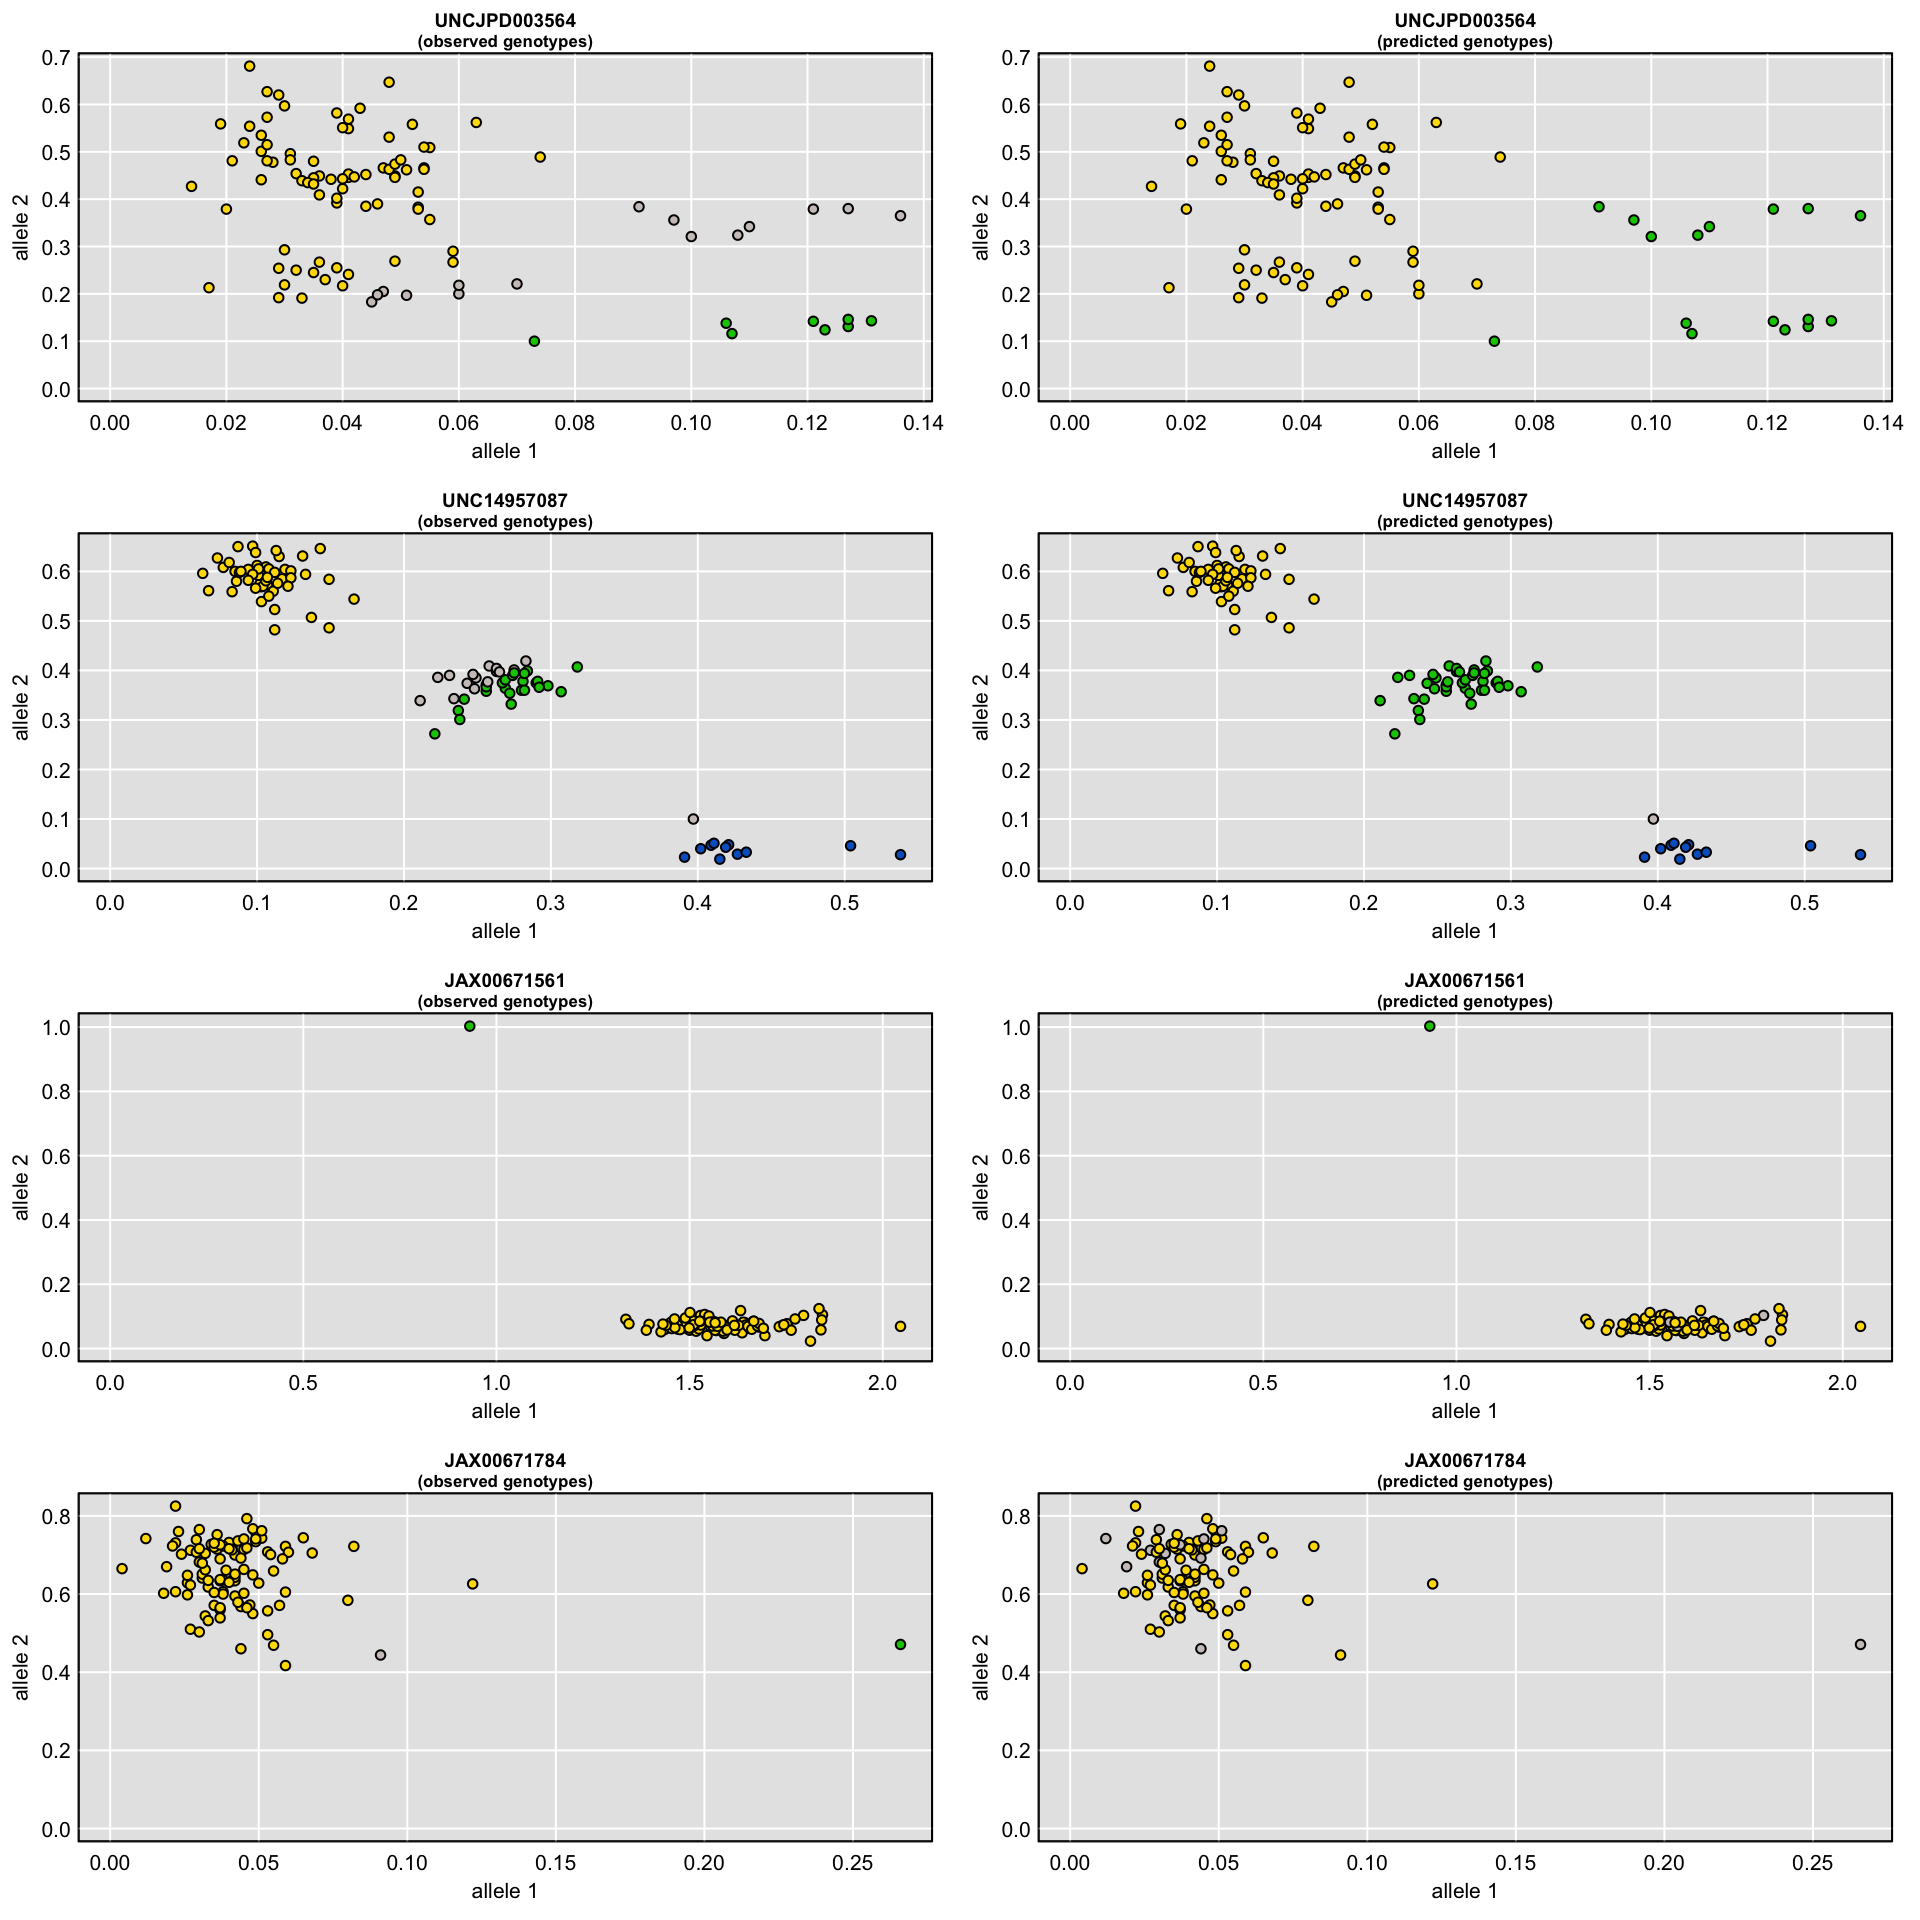 UNCJPD003564
(observed genotypes)
0.7
0.6
0.5
0.4
0.3
0.2
0.1
0.0
allele 2
0.00 0.02 0.04 0.06 0.08 0.10 0.12 0.14
allele 1
UNCJPD003564
(predicted genotypes)
0.7
0.6
0.5
0.4
0.3
0.2
0.1
0.0
allele 2
0.00 0.02 0.04 0.06 0.08 0.10 0.12 0.14
allele 1
UNC14957087
(observed genotypes)
0.6
0.5
0.4
0.3
0.2
0.1
0.0
allele 2
0.0 0.1 0.2 0.3 0.4 0.5
allele 1
UNC14957087
(predicted genotypes)
0.6
0.5
0.4
0.3
0.2
0.1
0.0
allele 2
0.0 0.1 0.2 0.3 0.4 0.5
allele 1
JAX00671561
(observed genotypes)
1.0
0.8
0.6
0.4
0.2
0.0
allele 2
0.0 0.5 1.0 1.5 2.0
allele 1
JAX00671561
(predicted genotypes)
1.0
0.8
0.6
0.4
0.2
0.0
allele 2
0.0 0.5 1.0 1.5 2.0
allele 1
JAX00671784
(observed genotypes)
0.8
0.6
0.4
0.2
0.0
allele 2
0.00 0.05 0.10 0.15 0.20 0.25
allele 1
JAX00671784
(predicted genotypes)
0.8
0.6
0.4
0.2
0.0
allele 2
0.00 0.05 0.10 0.15 0.20 0.25
allele 1